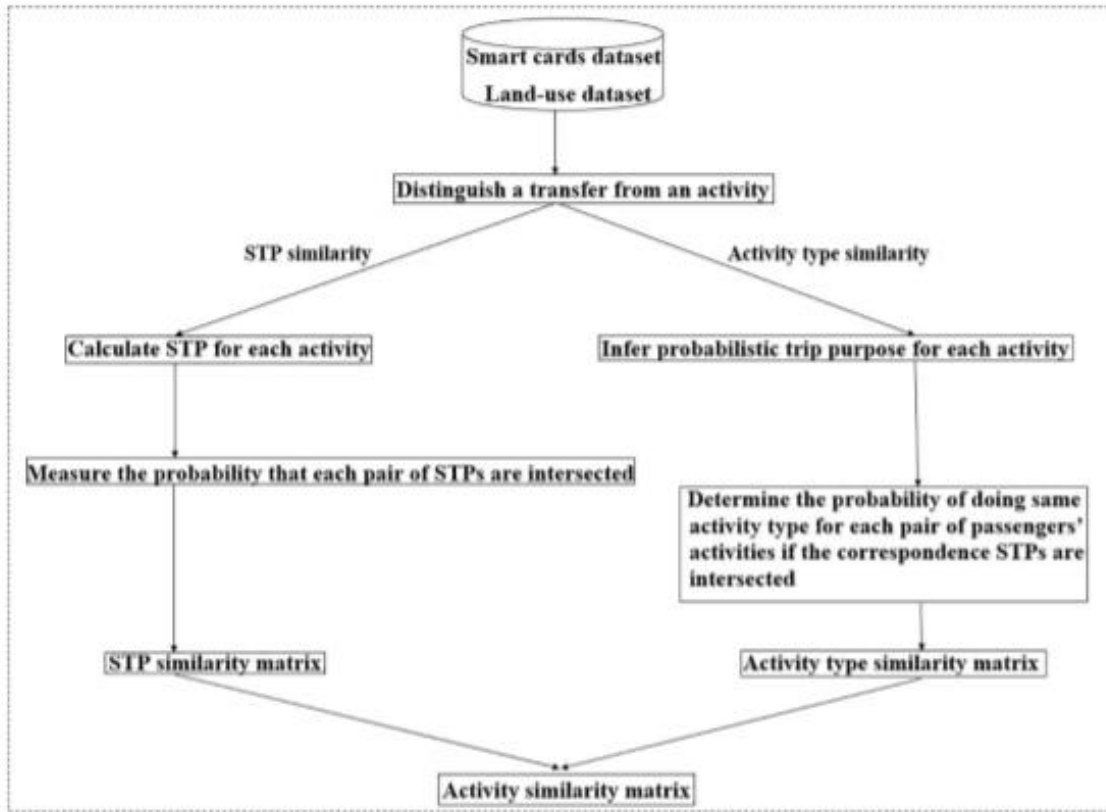 Smart cards dataset
Land-use dataset
Distinguish a transfer from an activity
STP similarity
Activity type similarity
Calculate STP for each activity
Infer probabilistic trip purpose for each activity
Measure the probability that each pair of STPs are intersected
Determine the probability of doing same
activity type for each pair of passengers'
activities if the correspondence STPs are
intersected
STP similarity matrix
Activity type similarity matrix
Activity similarity matrix